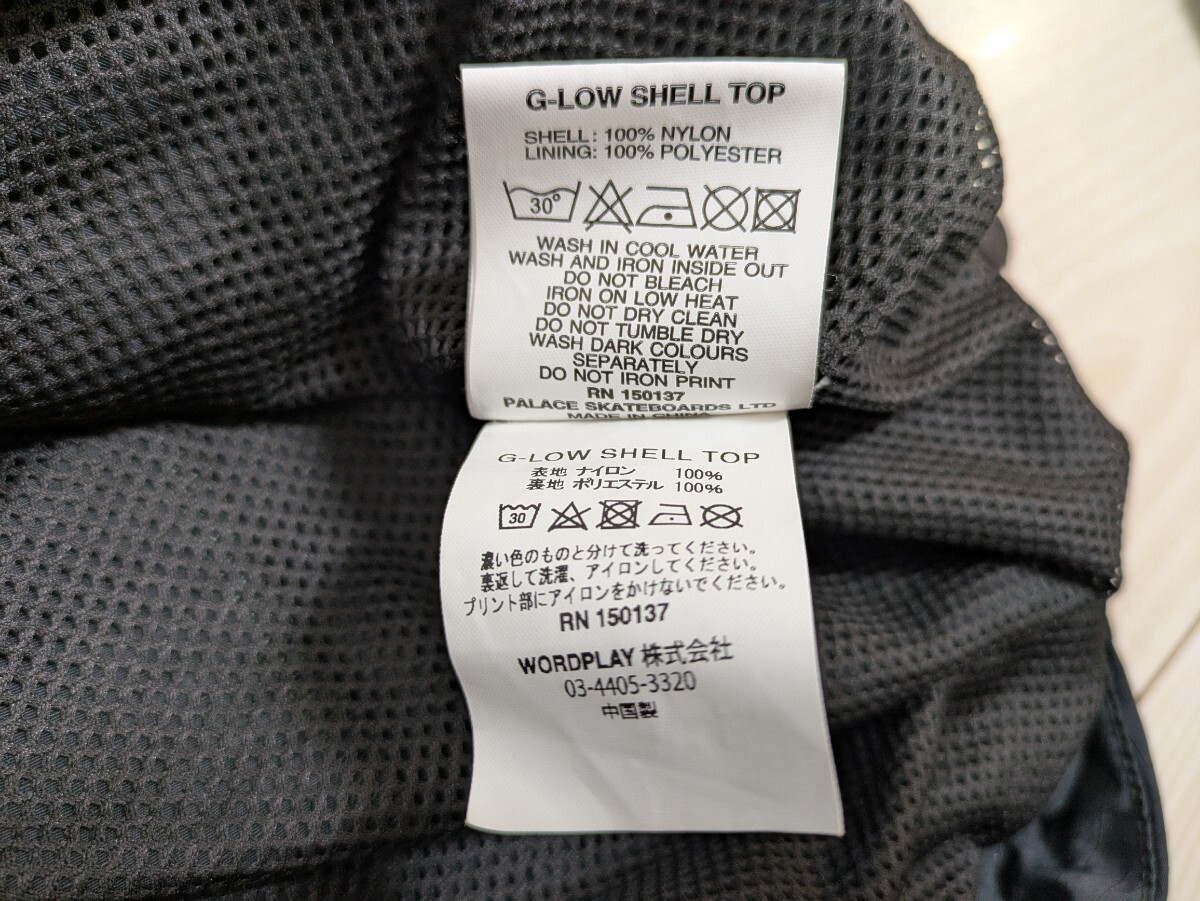 G-LOW SHELL TOP
SHELL: 100% NYLON
LINING: 100% POLYESTER
30°
WASH IN COOL WATER
WASH AND IRON INSIDE OUT
DO NOT BLEACH
IRON ON LOW HEAT
DO NOT DRY CLEAN
DO NOT TUMBLE DRY
WASH DARK COLOURS
SEPARATELY
DO NOT IRON PRINT
RN 150137
PALACE SKATEBOARDS LTD
MADE IN CHINA
G-LOW SHELL TOP
表地 ナイロン 100%
裏地 ポリエステル 100%
30
濃い色のものと分けて洗ってください。
裏返して洗濯、アイロンしてください。
プリント部にアイロンをかけないでください。
RN 150137
WORDPLAY 株式会社
03-4405-3320
中国製